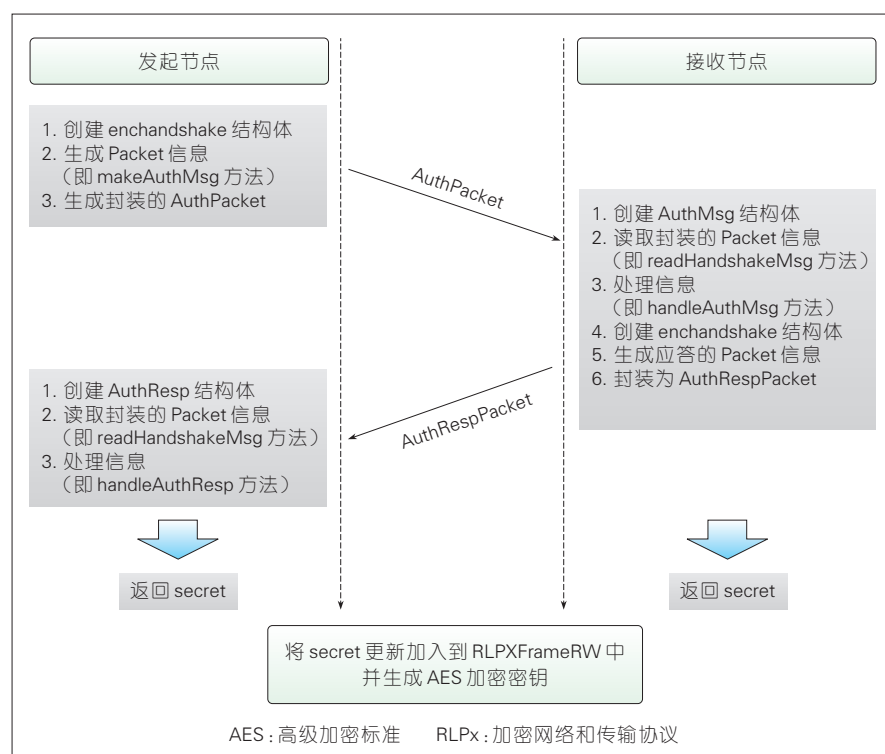 发起节点
接收节点
1. 创建 enchandshake 结构体
2. 生成 Packet 信息
（即 makeAuthMsg 方法）
3. 生成封装的 AuthPacket
AuthPacket
1. 创建 AuthMsg 结构体
2. 读取封装的 Packet 信息
（即 readHandshakeMsg 方法）
3. 处理信息
（即 handleAuthMsg 方法）
4. 创建 enchandshake 结构体
5. 生成应答的 Packet 信息
6. 封装为 AuthRespPacket
AuthRespPacket
1. 创建 AuthResp 结构体
2. 读取封装的 Packet 信息
（即 readHandshakeMsg 方法）
3. 处理信息
（即 handleAuthResp 方法）
返回 secret
返回 secret
将 secret 更新加入到 RLPXFrameRW 中
并生成 AES 加密密钥
AES：高级加密标准 RLPx：加密网络和传输协议